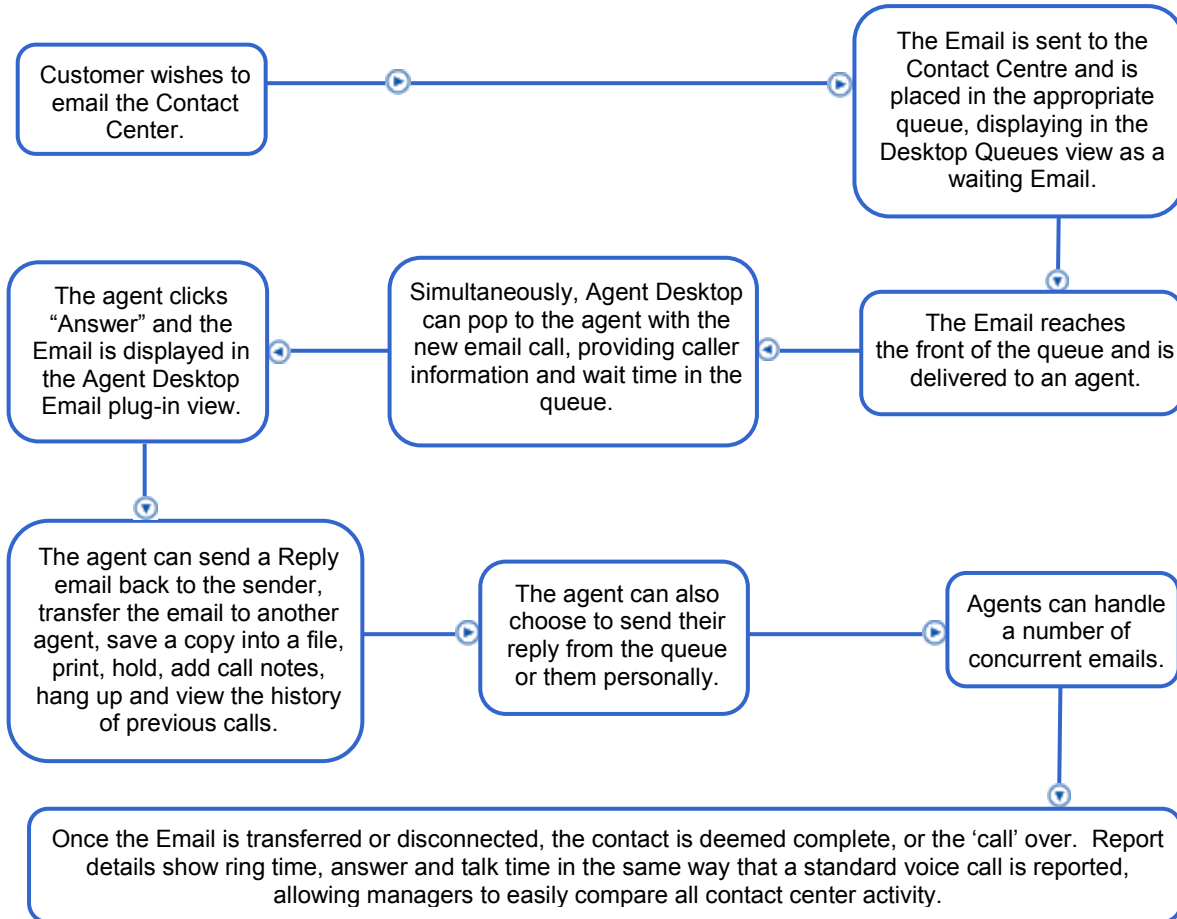 Customer wishes to
email the Contact
Center.
The Email is sent to the
Contact Centre and is
placed in the appropriate
queue, displaying in the
Desktop Queues view as a
waiting Email.
The Email reaches
the front of the queue and is
delivered to an agent.
Simultaneously, Agent Desktop
can pop to the agent with the
new email call, providing caller
information and wait time in the
queue.
The agent clicks
“Answer” and the
Email is displayed in
the Agent Desktop
Email plug-in view.
The agent can send a Reply
email back to the sender,
transfer the email to another
agent, save a copy into a file,
print, hold, add call notes,
hang up and view the history
of previous calls.
The agent can also
choose to send their
reply from the queue
or them personally.
Agents can handle
a number of
concurrent emails.
Once the Email is transferred or disconnected, the contact is deemed complete, or the ‘call’ over.  Report
details show ring time, answer and talk time in the same way that a standard voice call is reported,
allowing managers to easily compare all contact center activity.